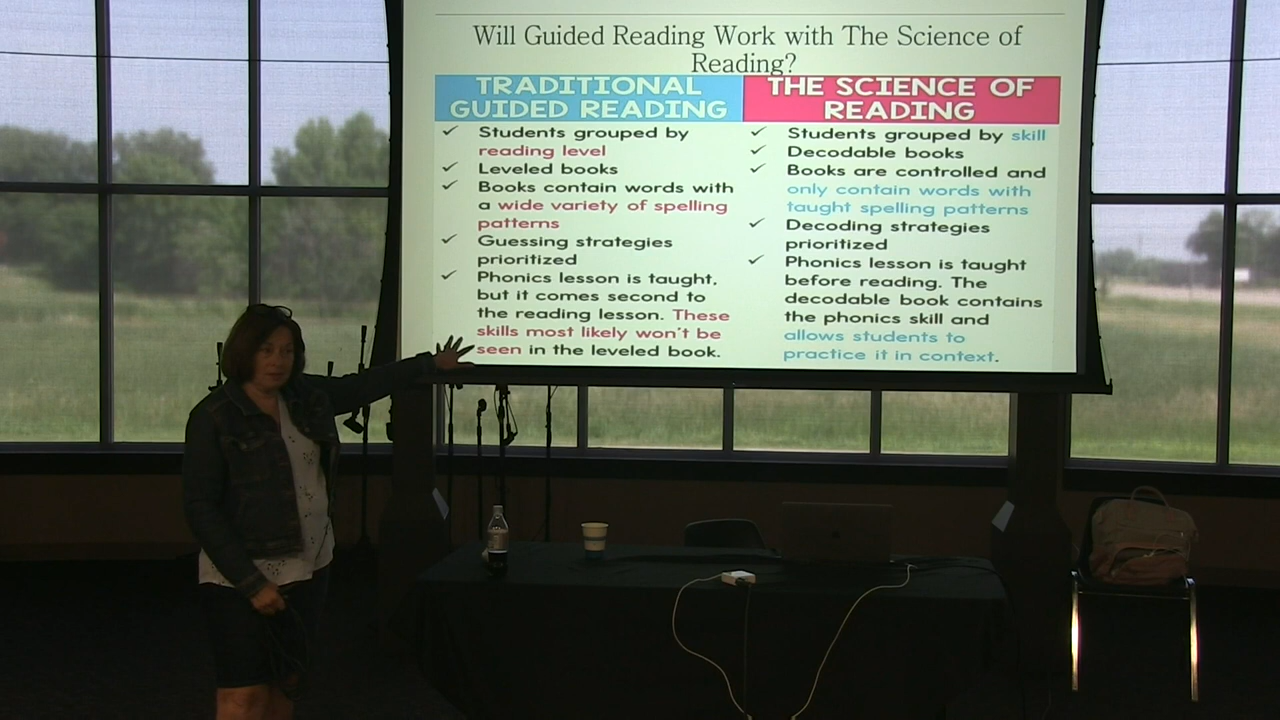 Will Guided Reading Work with The Science of
Reading?
TRADITIONAL
GUIDED READING
✓ Students grouped by
reading level
✓ Leveled books
✓ Books contain words with
a wide variety of spelling
patterns
✓ Guessing strategies
prioritized
✓ Phonics lesson is taught,
but it comes second to
the reading lesson. These
skills most likely won't be
seen in the leveled book.
THE SCIENCE OF
READING
✓ Students grouped by skill
✓ Decodable books
✓ Books are controlled and
only contain words with
taught spelling patterns
✓ Decoding strategies
prioritized
✓ Phonics lesson is taught
before reading. The
decodable book contains
the phonics skill and
allows students to
practice it in context.